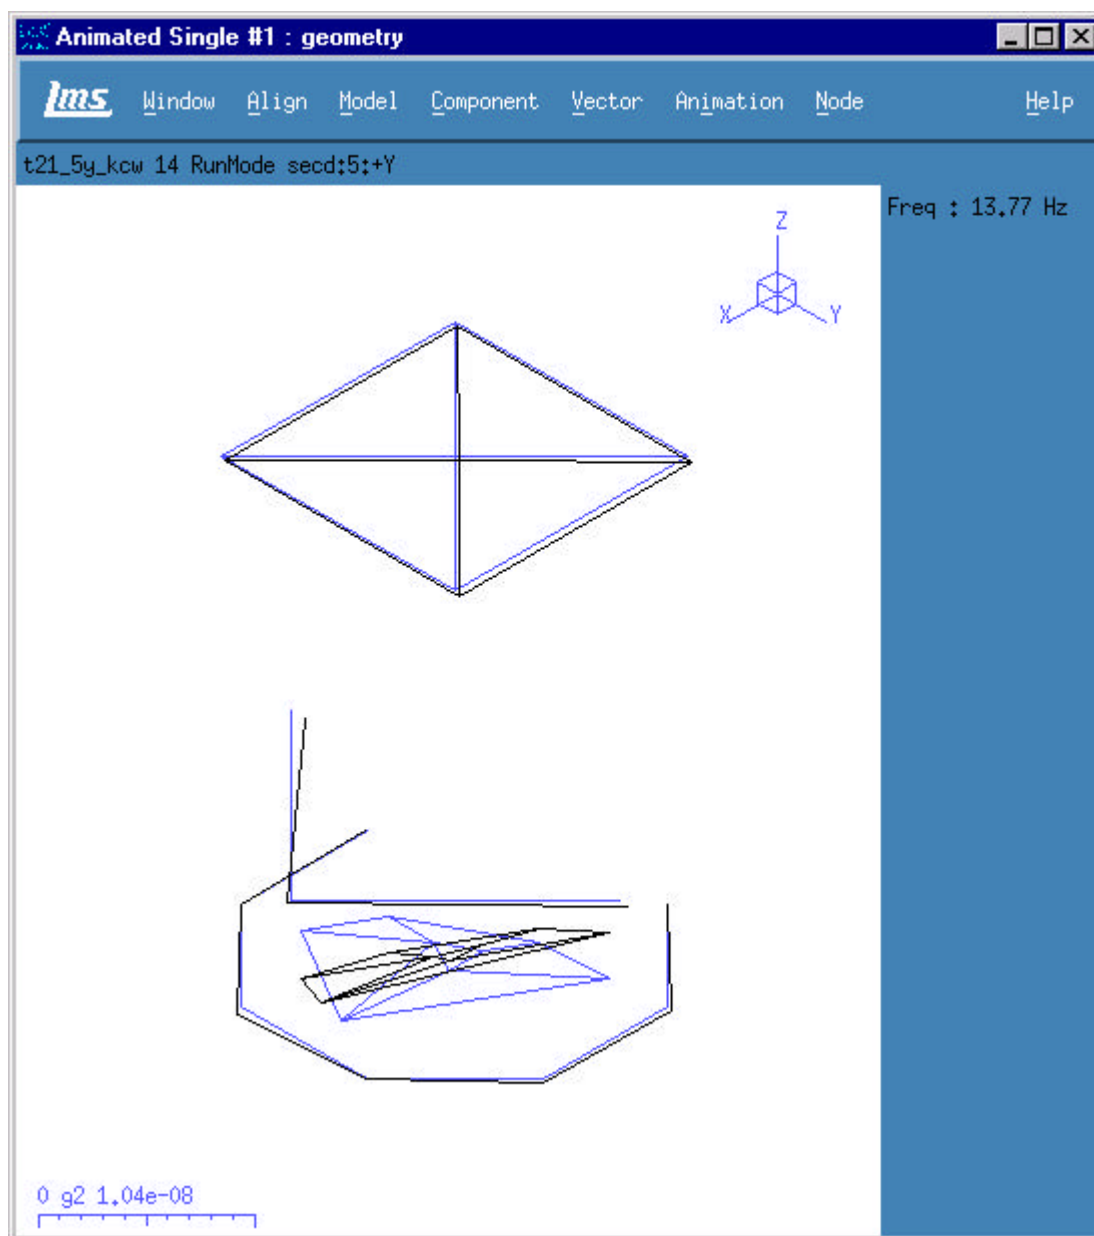 Animated Single #1 : geometry
lms Window Align Model Component Vector Animation Node Help
t21_5y_kcw 14 RunMode secd:5:+Y
Freq : 13.77 Hz
Z
X Y
0 g2 1.04e-08